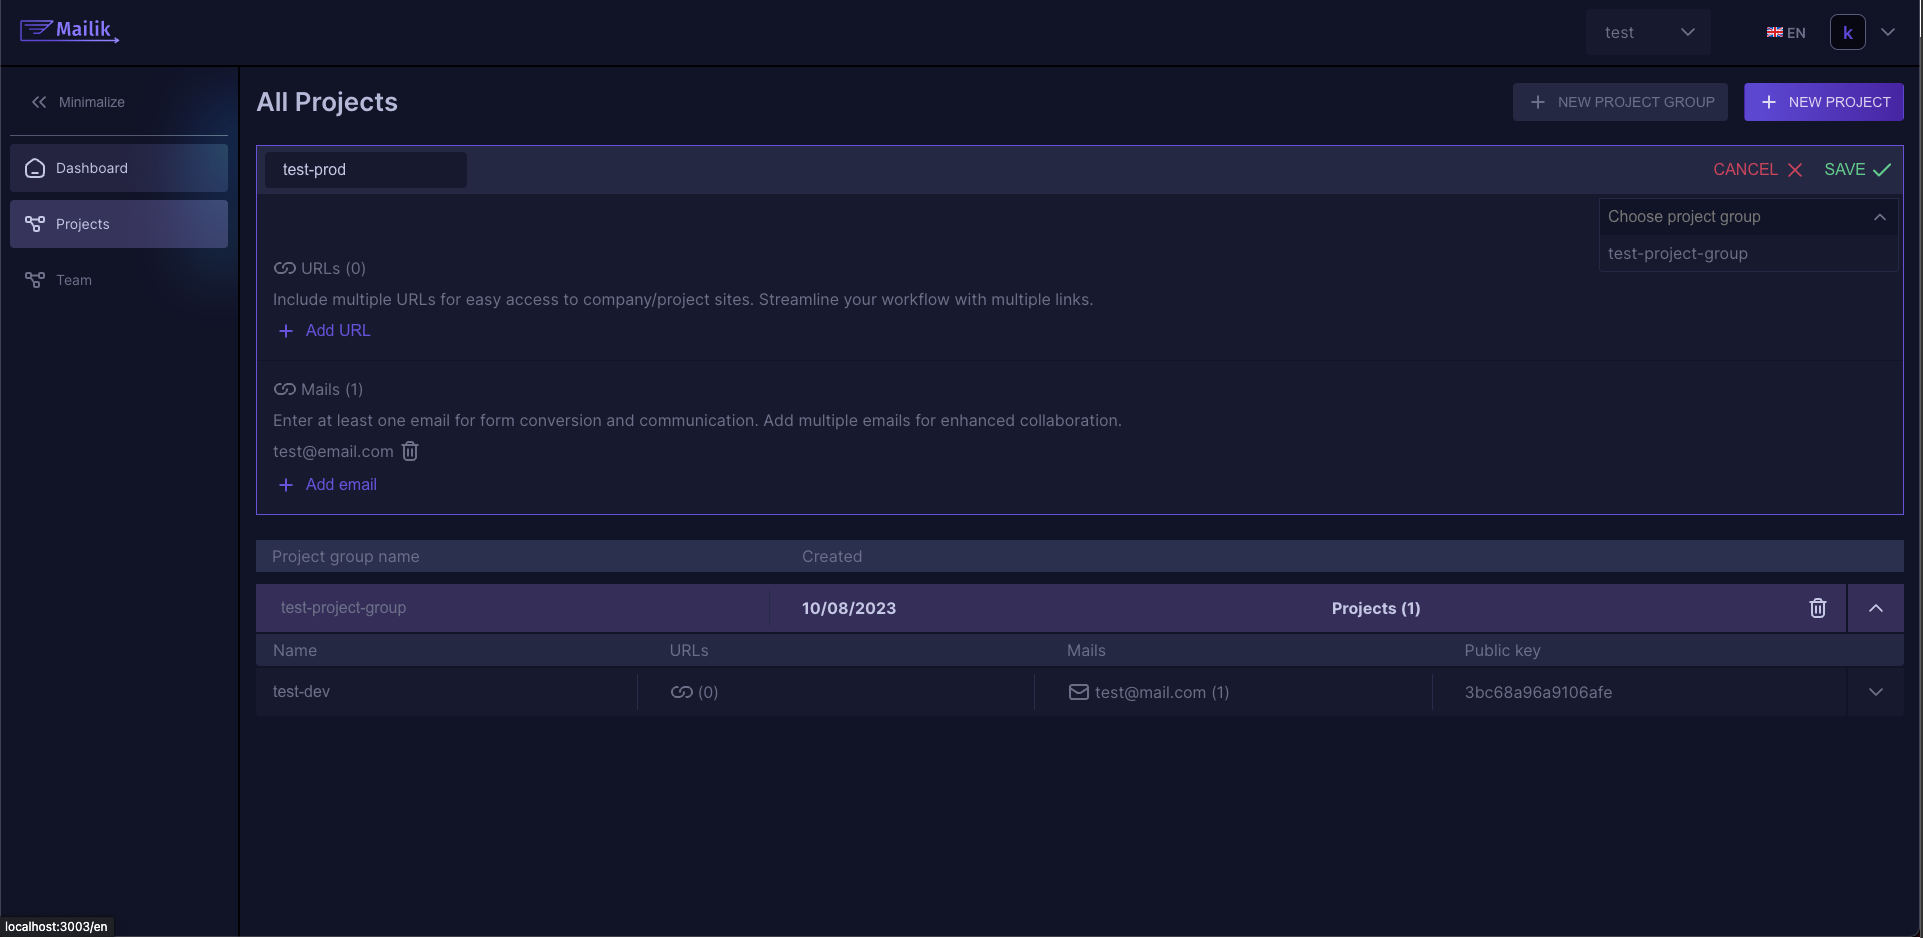 Mailik
test
EN
k
Minimalize
Dashboard
Projects
Team
All Projects
NEW PROJECT GROUP
NEW PROJECT
test-prod
CANCEL
SAVE
Choose project group
test-project-group
URLs (0)
Include multiple URLs for easy access to company/project sites. Streamline your workflow with multiple links.
Add URL
Mails (1)
Enter at least one email for form conversion and communication. Add multiple emails for enhanced collaboration.
test@email.com
Add email
Project group name Created
test-project-group 10/08/2023 Projects (1)
Name URLs Mails Public key
test-dev (0) test@mail.com (1) 3bc68a96a9106afe
localhost:3003/en